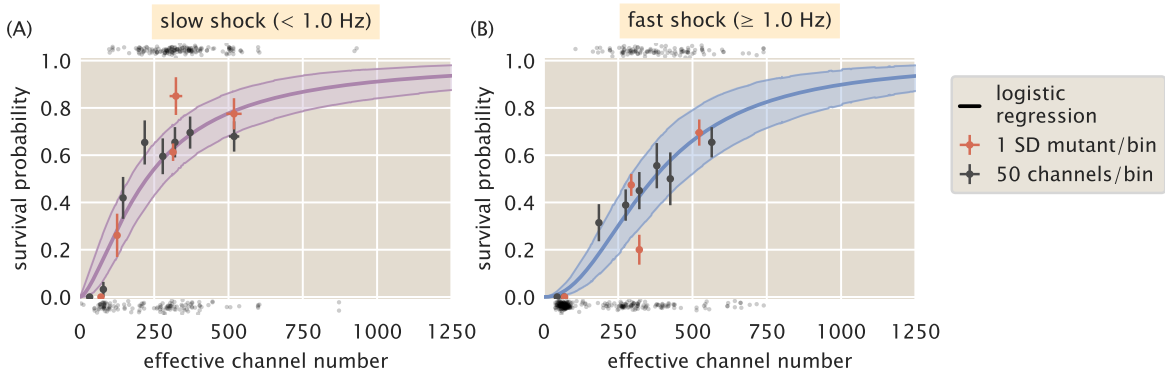 (A)
slow shock (< 1.0 Hz)
survival probability
1.0
0.8
0.6
0.4
0.2
0.0
0
250
500
750
1000
1250
effective channel number
(B)
fast shock (≥ 1.0 Hz)
survival probability
1.0
0.8
0.6
0.4
0.2
0.0
0
250
500
750
1000
1250
effective channel number
logistic
regression
1 SD mutant/bin
50 channels/bin